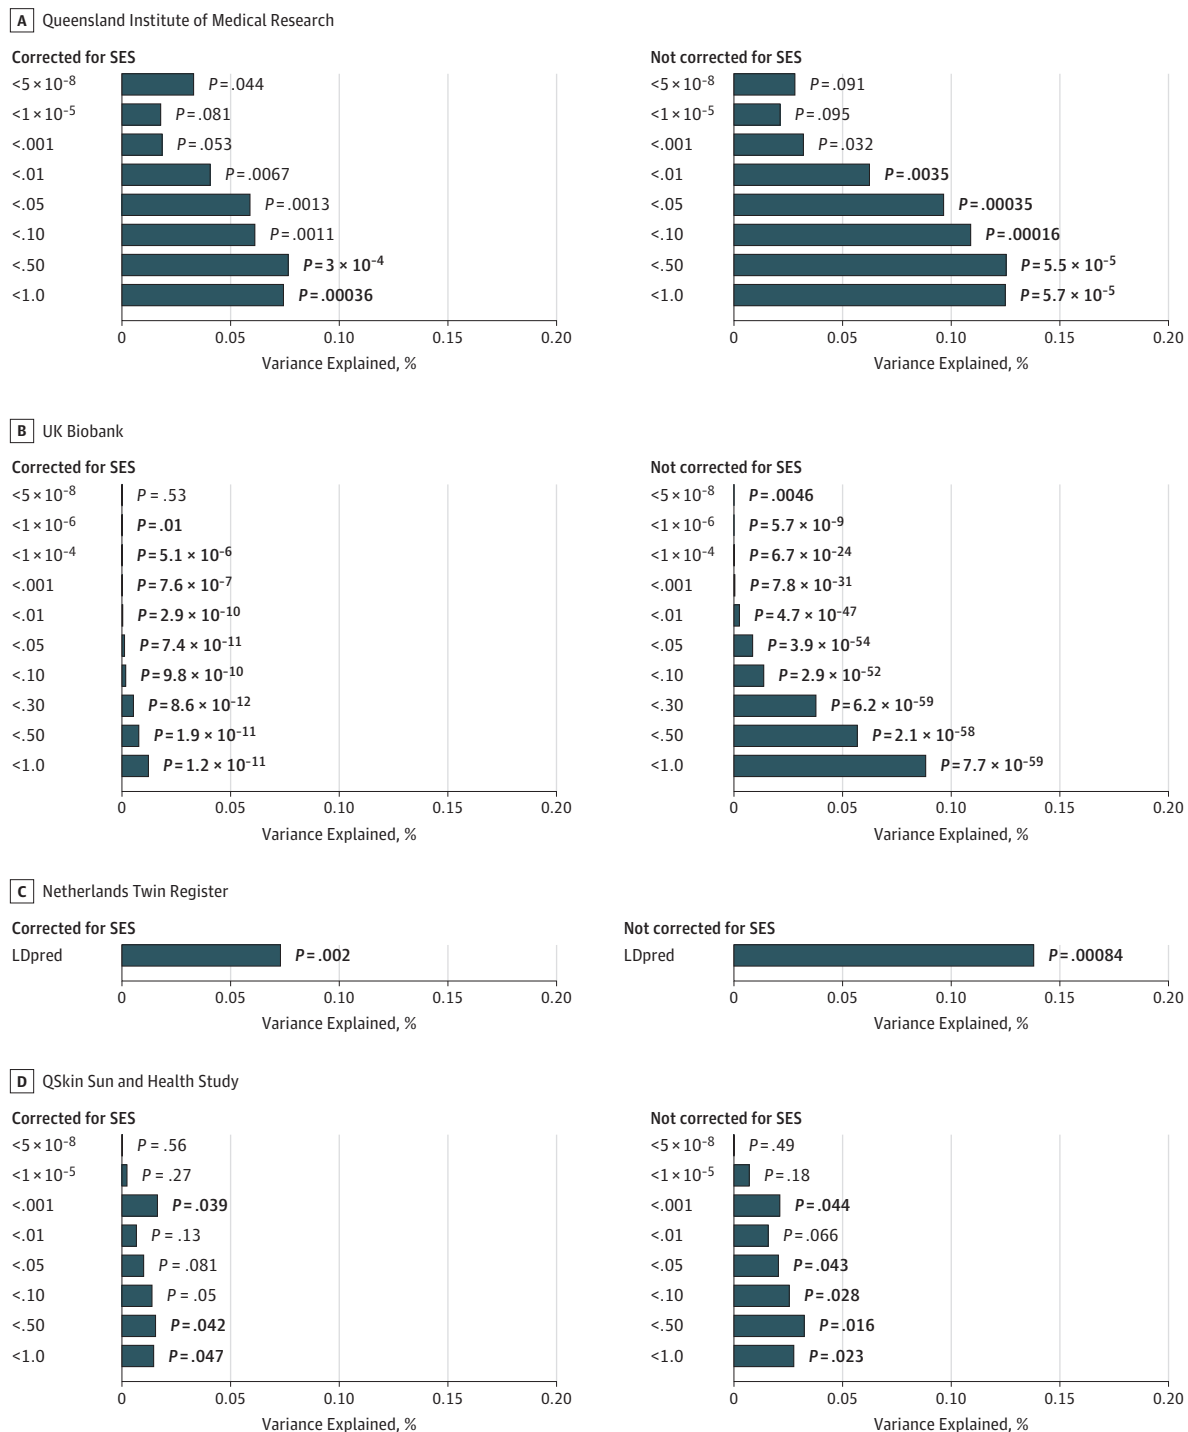 A Queensland Institute of Medical Research
Corrected for SES
<5 × 10⁻⁸ P = .044
<1 × 10⁻⁵ P = .081
<.001 P = .053
<.01 P = .0067
<.05 P = .0013
<.10 P = .0011
<.50 P = 3 × 10⁻⁴
<1.0 P = .00036
0 0.05 0.10 0.15 0.20
Variance Explained, %
Not corrected for SES
<5 × 10⁻⁸ P = .091
<1 × 10⁻⁵ P = .095
<.001 P = .032
<.01 P = .0035
<.05 P = .00035
<.10 P = .00016
<.50 P = 5.5 × 10⁻⁵
<1.0 P = 5.7 × 10⁻⁵
0 0.05 0.10 0.15 0.20
Variance Explained, %
B UK Biobank
Corrected for SES
<5 × 10⁻⁸ P = .53
<1 × 10⁻⁶ P = .01
<1 × 10⁻⁴ P = 5.1 × 10⁻⁶
<.001 P = 7.6 × 10⁻⁷
<.01 P = 2.9 × 10⁻¹⁰
<.05 P = 7.4 × 10⁻¹¹
<.10 P = 9.8 × 10⁻¹⁰
<.30 P = 8.6 × 10⁻¹²
<.50 P = 1.9 × 10⁻¹¹
<1.0 P = 1.2 × 10⁻¹¹
0 0.05 0.10 0.15 0.20
Variance Explained, %
Not corrected for SES
<5 × 10⁻⁸ P = .0046
<1 × 10⁻⁶ P = 5.7 × 10⁻⁹
<1 × 10⁻⁴ P = 6.7 × 10⁻²⁴
<.001 P = 7.8 × 10⁻³¹
<.01 P = 4.7 × 10⁻⁴⁷
<.05 P = 3.9 × 10⁻⁵⁴
<.10 P = 2.9 × 10⁻⁵²
<.30 P = 6.2 × 10⁻⁵⁹
<.50 P = 2.1 × 10⁻⁵⁸
<1.0 P = 7.7 × 10⁻⁵⁹
0 0.05 0.10 0.15 0.20
Variance Explained, %
C Netherlands Twin Register
Corrected for SES
LDpred P = .002
0 0.05 0.10 0.15 0.20
Variance Explained, %
Not corrected for SES
LDpred P = .00084
0 0.05 0.10 0.15 0.20
Variance Explained, %
D QSkin Sun and Health Study
Corrected for SES
<5 × 10⁻⁸ P = .56
<1 × 10⁻⁵ P = .27
<.001 P = .039
<.01 P = .13
<.05 P = .081
<.10 P = .05
<.50 P = .042
<1.0 P = .047
0 0.05 0.10 0.15 0.20
Variance Explained, %
Not corrected for SES
<5 × 10⁻⁸ P = .49
<1 × 10⁻⁵ P = .18
<.001 P = .044
<.01 P = .066
<.05 P = .043
<.10 P = .028
<.50 P = .016
<1.0 P = .023
0 0.05 0.10 0.15 0.20
Variance Explained, %